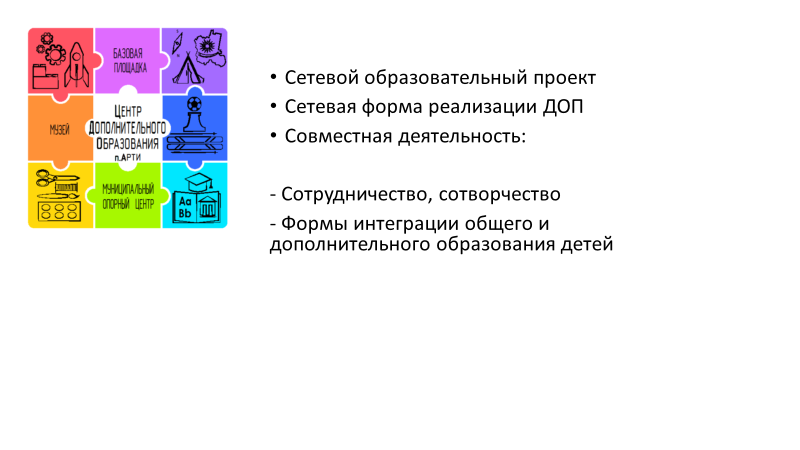 БАЗОВАЯ
ПЛОЩАДКА
МУЗЕЙ
ЦЕНТР
ДОПОЛНИТЕЛЬНОГО
ОБРАЗОВАНИЯ
п.АРТИ
МУНИЦИПАЛЬНЫЙ
ОПОРНЫЙ ЦЕНТР
Aa
Bb
• Сетевой образовательный проект
• Сетевая форма реализации ДОП
• Совместная деятельность:
- Сотрудничество, сотворчество
- Формы интеграции общего и
дополнительного образования детей